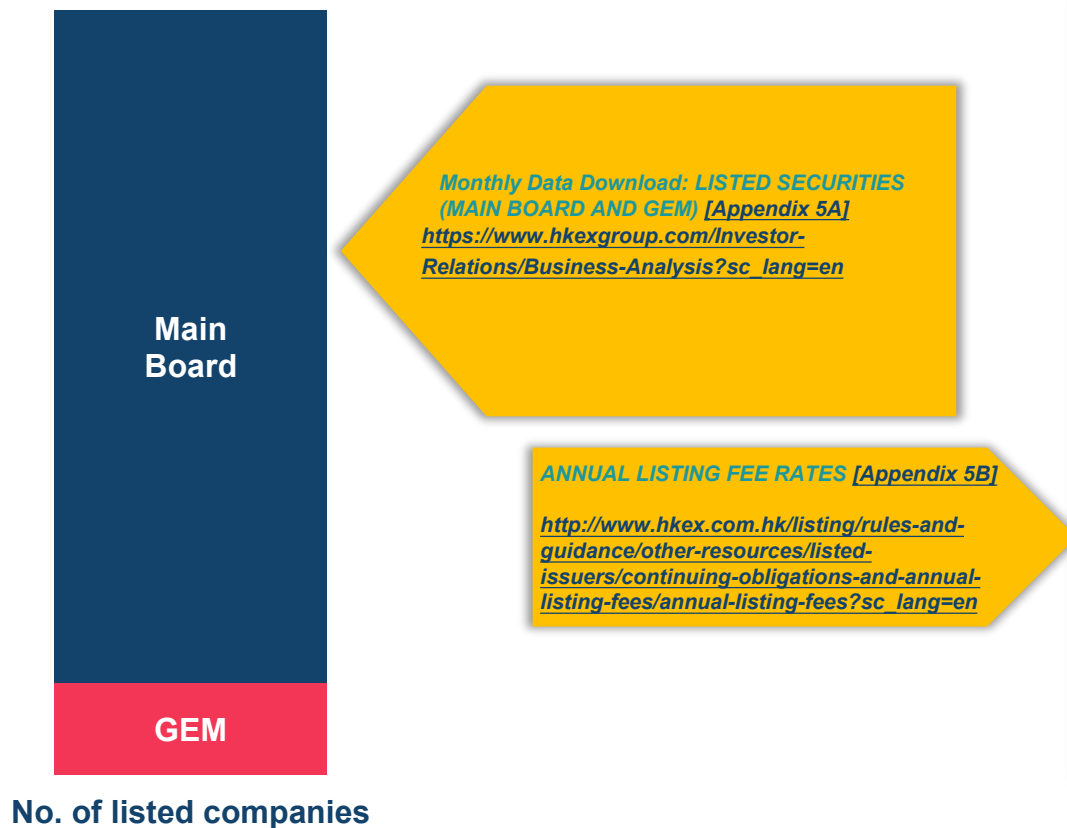 Main
Board
Monthly Data Download: LISTED SECURITIES
(MAIN BOARD AND GEM) [Appendix 5A]
https://www.hkexgroup.com/Investor-
Relations/Business-Analysis?sc_lang=en
ANNUAL LISTING FEE RATES [Appendix 5B]
http://www.hkex.com.hk/listing/rules-and-
guidance/other-resources/listed-
issuers/continuing-obligations-and-annual-
listing-fees/annual-listing-fees?sc_lang=en
GEM
No. of listed companies